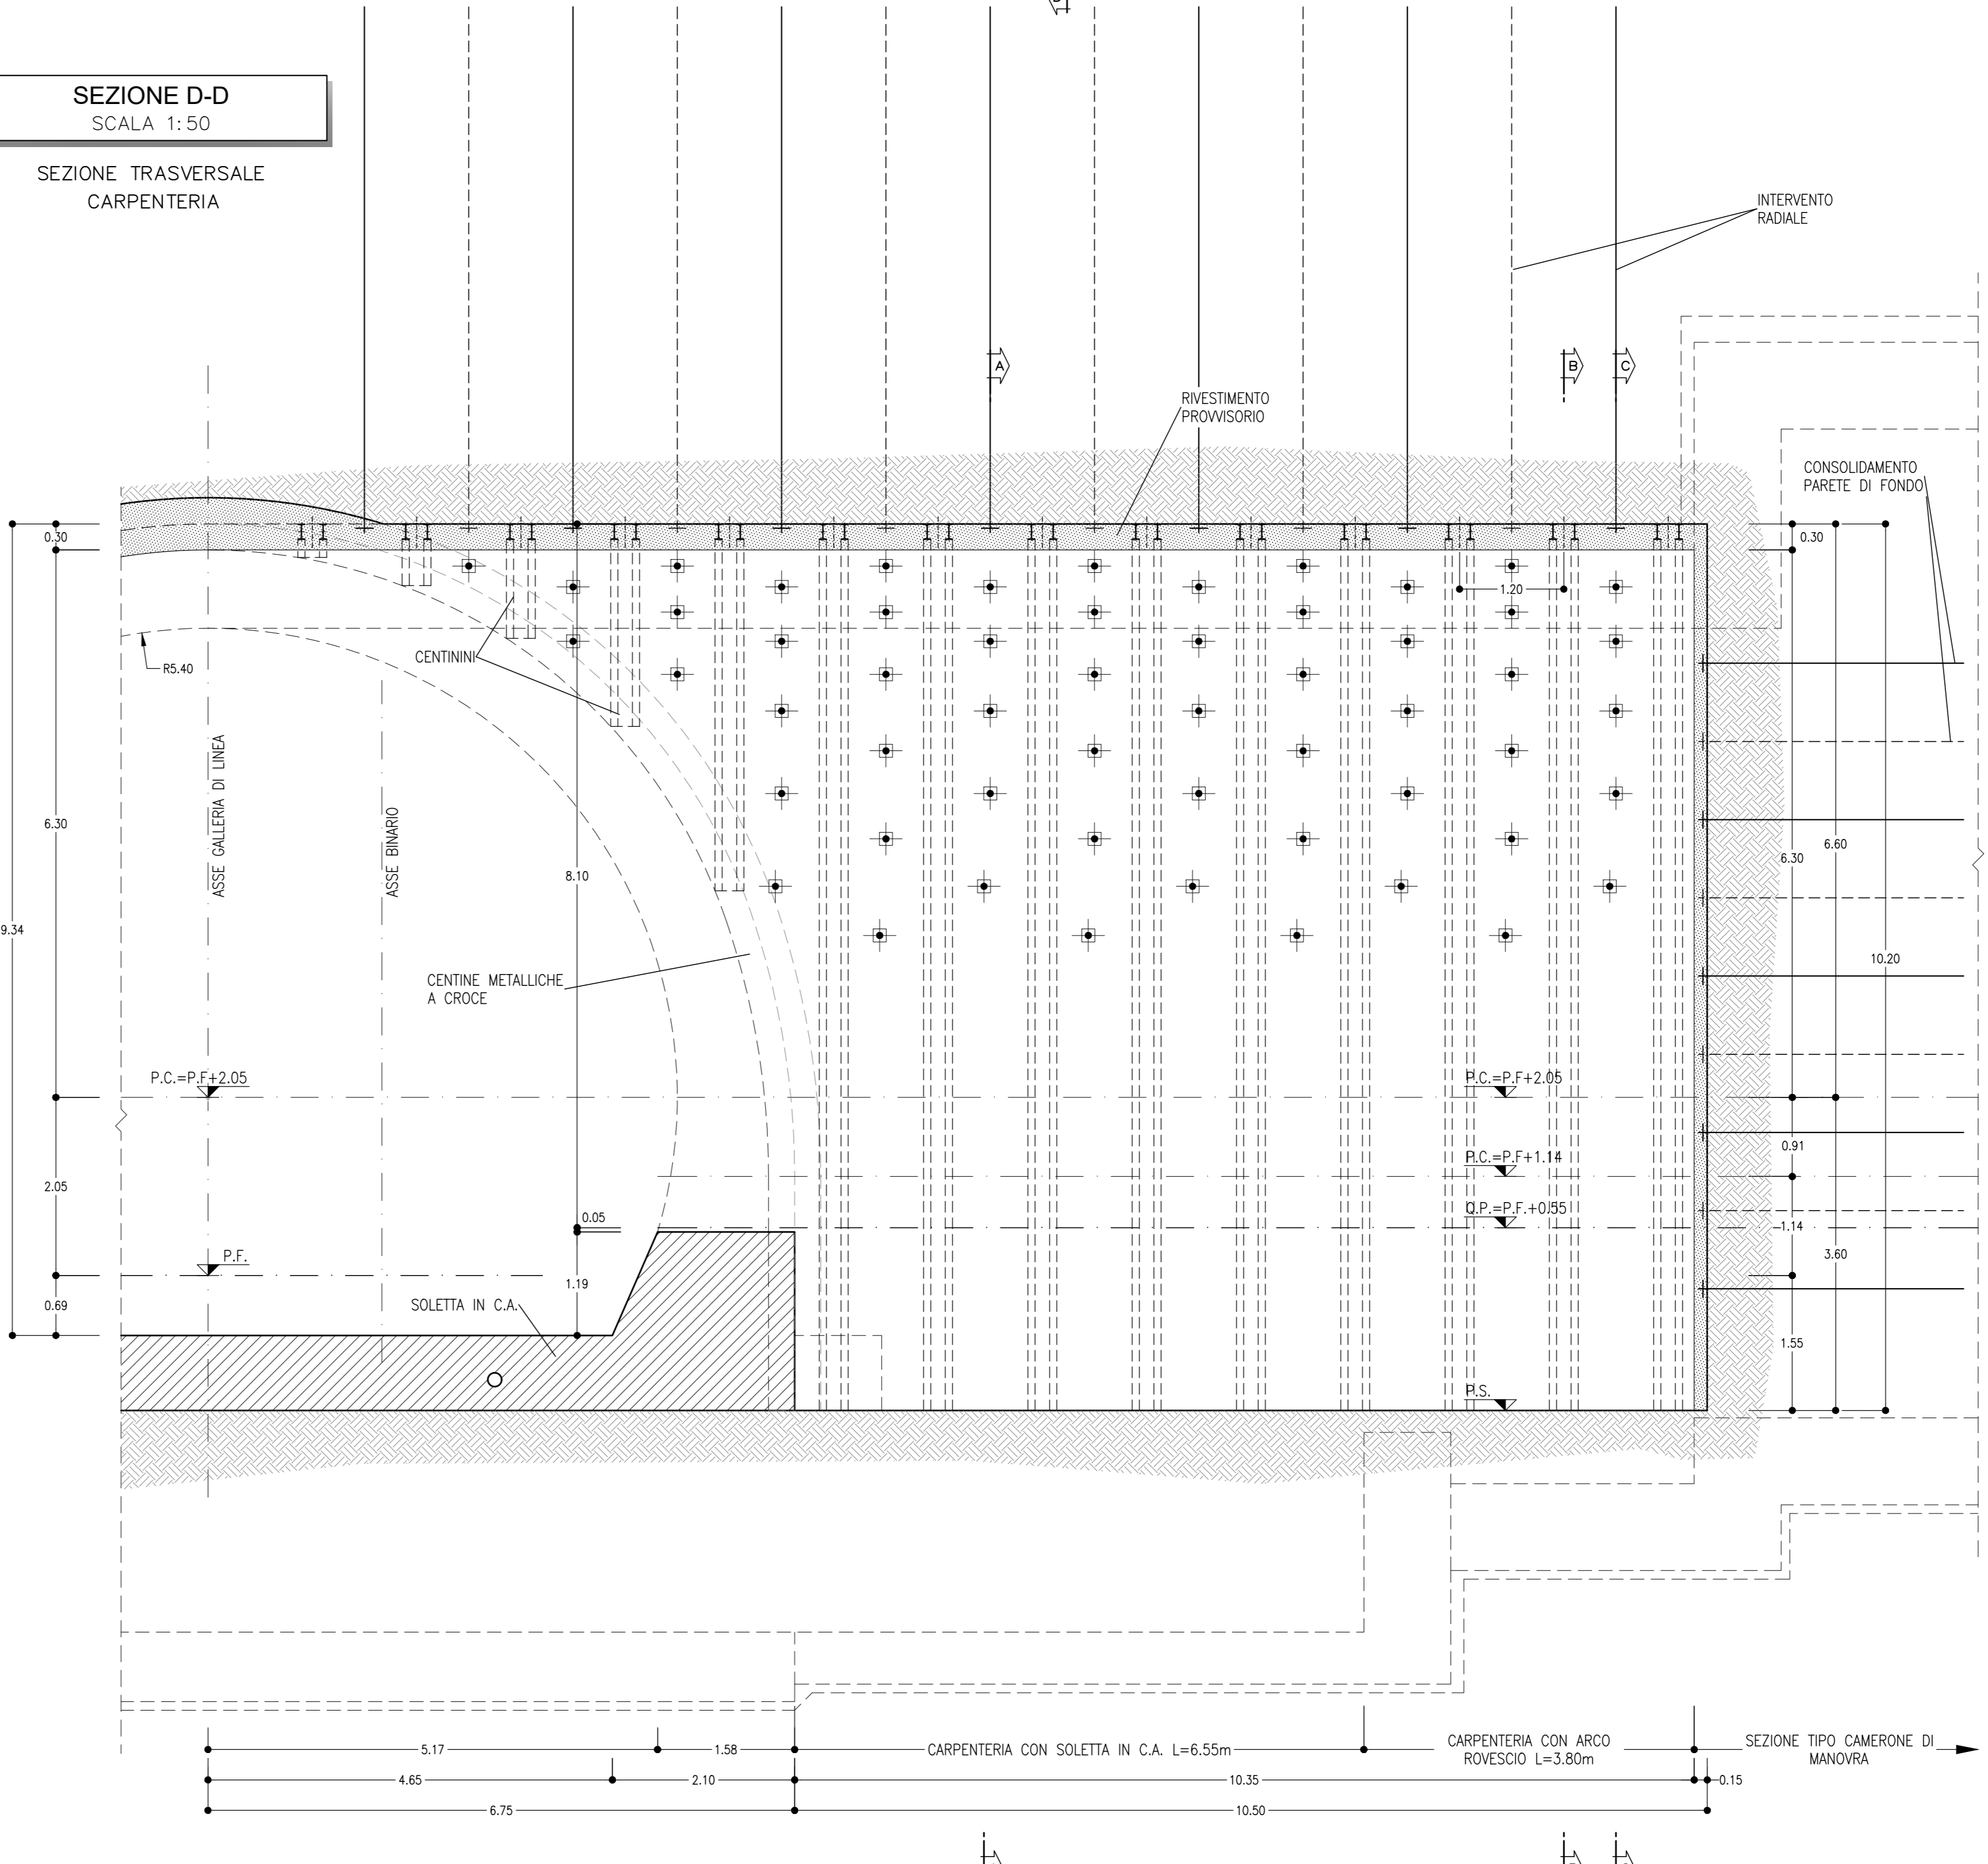 SEZIONE D-D
SCALA 1:50
SEZIONE TRASVERSALE
CARPENTERIA
INTERVENTO
RADIALE
A
B
C
RIVESTIMENTO
PROVVISORIO
CONSOLIDAMENTO
PARETE DI FONDO
0.30
0.30
1.20
CENTININI
R5.40
ASSE GALLERIA DI LINEA
ASSE BINARIO
6.30
8.10
9.34
6.30
6.60
10.20
CENTINE METALLICHE
A CROCE
P.C.=P.F+2.05
P.C.=P.F+2.05
0.91
P.C.=P.F+1.14
2.05
0.05
Q.P.=P.F.+0.55
1.14
3.60
P.F.
1.19
0.69
SOLETTA IN C.A.
1.55
P.S.
5.17
1.58
CARPENTERIA CON SOLETTA IN C.A. L=6.55m
CARPENTERIA CON ARCO
ROVESCIO L=3.80m
SEZIONE TIPO CAMERONE DI
MANOVRA
4.65
2.10
10.35
0.15
6.75
10.50